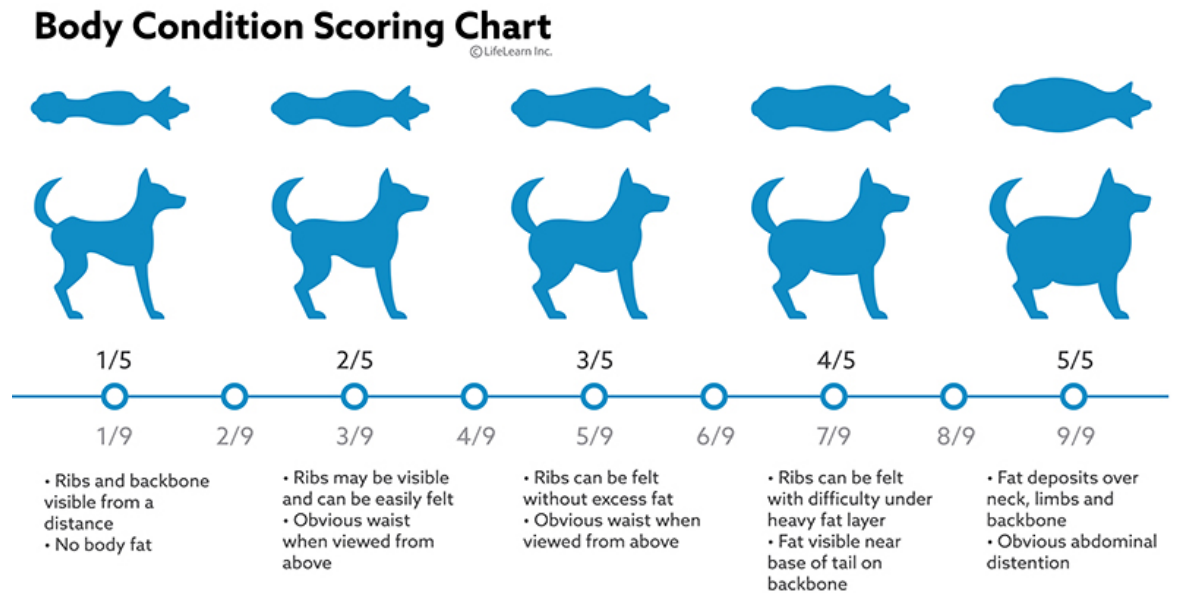 Body Condition Scoring Chart
©LifeLearn Inc.
1/5 2/5 3/5 4/5 5/5
1/9 2/9 3/9 4/9 5/9 6/9 7/9 8/9 9/9
• Ribs and backbone
visible from a
distance
• No body fat
• Ribs may be visible
and can be easily felt
• Obvious waist
when viewed from
above
• Ribs can be felt
without excess fat
• Obvious waist when
viewed from above
• Ribs can be felt
with difficulty under
heavy fat layer
• Fat visible near
base of tail on
backbone
• Fat deposits over
neck, limbs and
backbone
• Obvious abdominal
distention